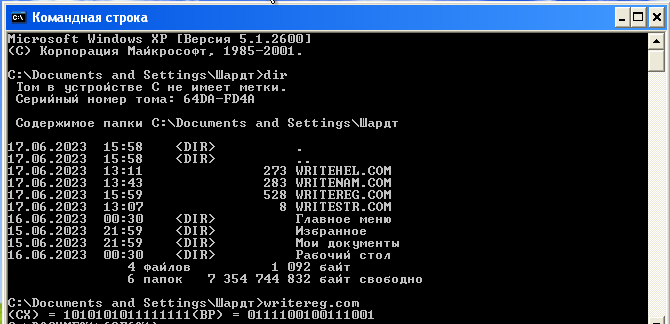 Командная строка
Microsoft Windows XP [Версия 5.1.2600]
(C) Корпорация Майкрософт, 1985-2001.
C:\Documents and Settings\Шардт>dir
Том в устройстве C не имеет метки.
Серийный номер тома: 64DA-FD4A
Содержимое папки C:\Documents and Settings\Шардт
17.06.2023  15:58    <DIR>          .
17.06.2023  15:58    <DIR>          ..
17.06.2023  13:11               273 WRITEHEL.COM
17.06.2023  13:43               283 WRITENAM.COM
17.06.2023  15:59               528 WRITEREG.COM
17.06.2023  13:07                 8 WRITESTR.COM
16.06.2023  00:30    <DIR>          Главное меню
15.06.2023  21:59    <DIR>          Избранное
15.06.2023  21:59    <DIR>          Мои документы
16.06.2023  00:30    <DIR>          Рабочий стол
4 файлов          1 092 байт
6 папок   7 354 744 832 байт свободно
C:\Documents and Settings\Шардт>writereg.com
(CX) = 1010101011111111(BP) = 0111100100111001